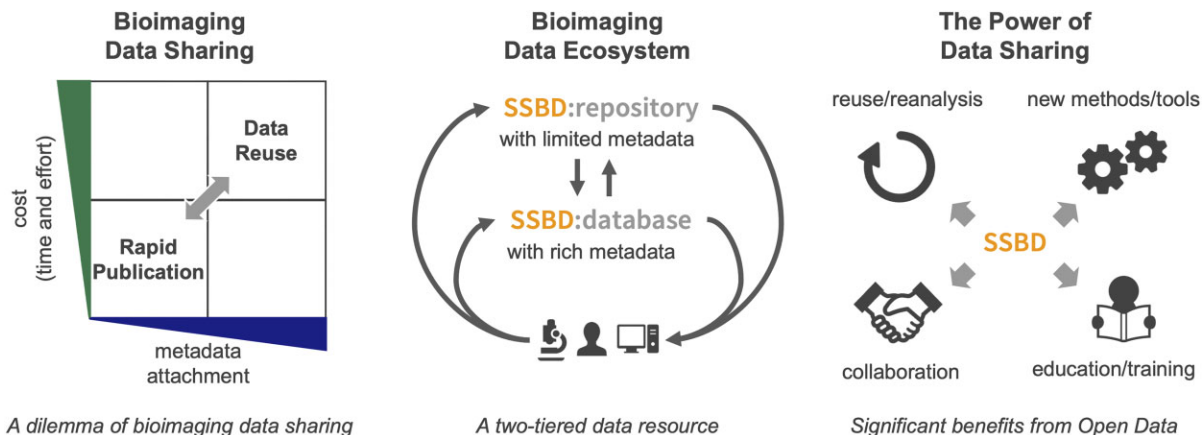 Bioimaging
Data Sharing
cost
(time and effort)
Data
Reuse
Rapid
Publication
metadata
attachment
A dilemma of bioimaging data sharing
Bioimaging
Data Ecosystem
SSBD:repository
with limited metadata
SSBD:database
with rich metadata
A two-tiered data resource
The Power of
Data Sharing
reuse/reanalysis
new methods/tools
SSBD
collaboration
education/training
Significant benefits from Open Data